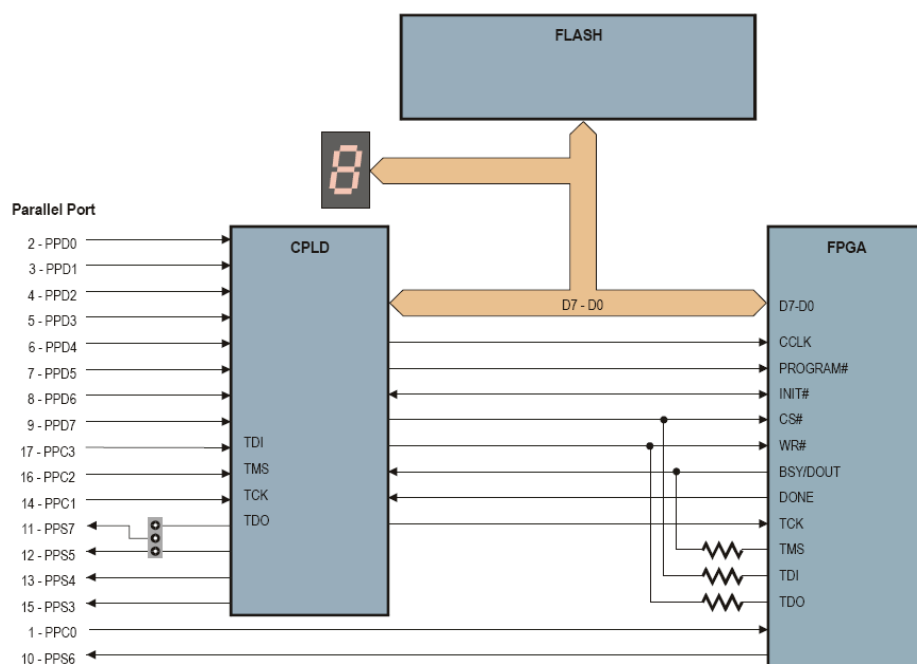 FLASH
8
Parallel Port
2 - PPD0
3 - PPD1
4 - PPD2
5 - PPD3
6 - PPD4
7 - PPD5
8 - PPD6
9 - PPD7
17 - PPC3
16 - PPC2
14 - PPC1
11 - PPS7
12 - PPS5
13 - PPS4
15 - PPS3
1 - PPC0
10 - PPS6
CPLD
TDI
TMS
TCK
TDO
D7 - D0
FPGA
D7-D0
CCLK
PROGRAM#
INIT#
CS#
WR#
BSY/DOUT
DONE
TCK
TMS
TDI
TDO